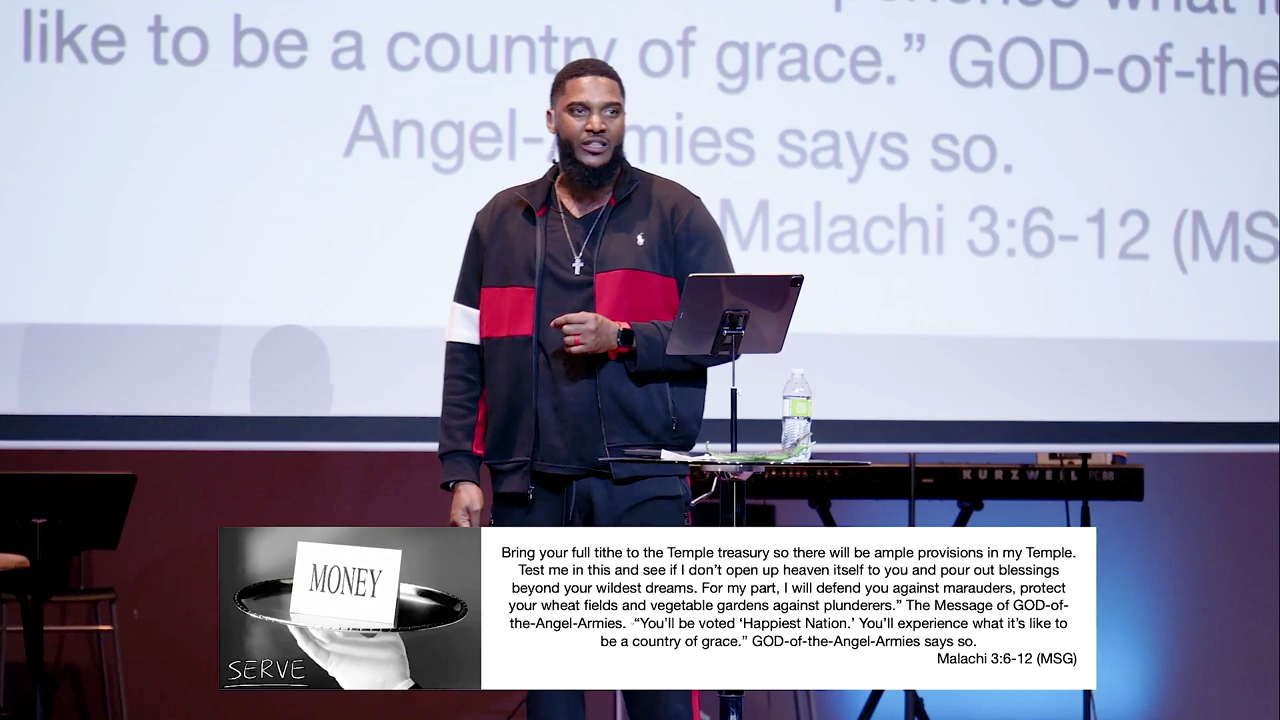 like to be a country of grace.” GOD-of-the
Angel-Armies says so.
Malachi 3:6-12 (MS
KURZWEIL PC88
MONEY
SERVE
Bring your full tithe to the Temple treasury so there will be ample provisions in my Temple.
Test me in this and see if I don’t open up heaven itself to you and pour out blessings
beyond your wildest dreams. For my part, I will defend you against marauders, protect
your wheat fields and vegetable gardens against plunderers.” The Message of GOD-of-
the-Angel-Armies. “You’ll be voted ‘Happiest Nation.’ You’ll experience what it’s like to
be a country of grace.” GOD-of-the-Angel-Armies says so.
Malachi 3:6-12 (MSG)